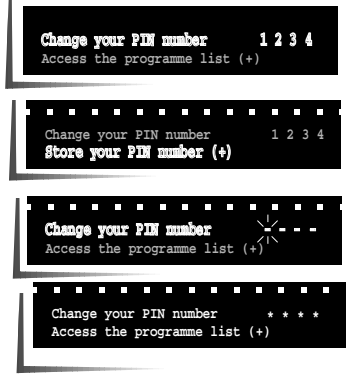 Change your PIN number 1 2 3 4
Access the programme list (+)
Change your PIN number 1 2 3 4
Store your PIN number (+)
Change your PIN number - - - -
Access the programme list (+)
Change your PIN number * * * *
Access the programme list (+)